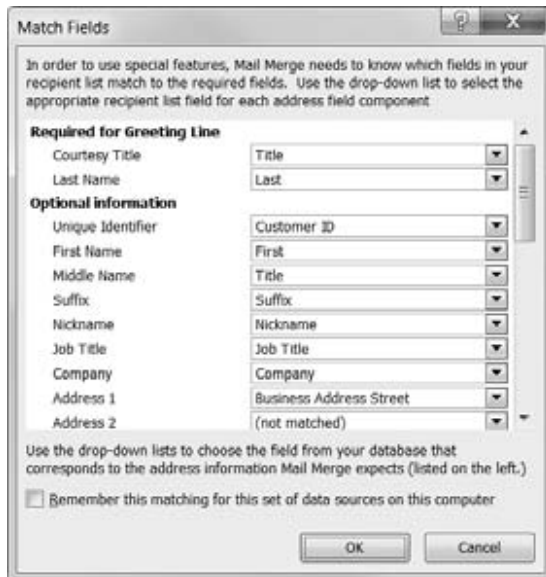 Match Fields
In order to use special features, Mail Merge needs to know which fields in your
recipient list match to the required fields. Use the drop-down list to select the
appropriate recipient list field for each address field component
Required for Greeting Line
Courtesy Title Title
Last Name Last
Optional information
Unique Identifier Customer ID
First Name First
Middle Name Title
Suffix Suffix
Nickname Nickname
Job Title Job Title
Company Company
Address 1 Business Address Street
Address 2 (not matched)
Use the drop-down lists to choose the field from your database that
corresponds to the address information Mail Merge expects (listed on the left.)
Remember this matching for this set of data sources on this computer
OK Cancel